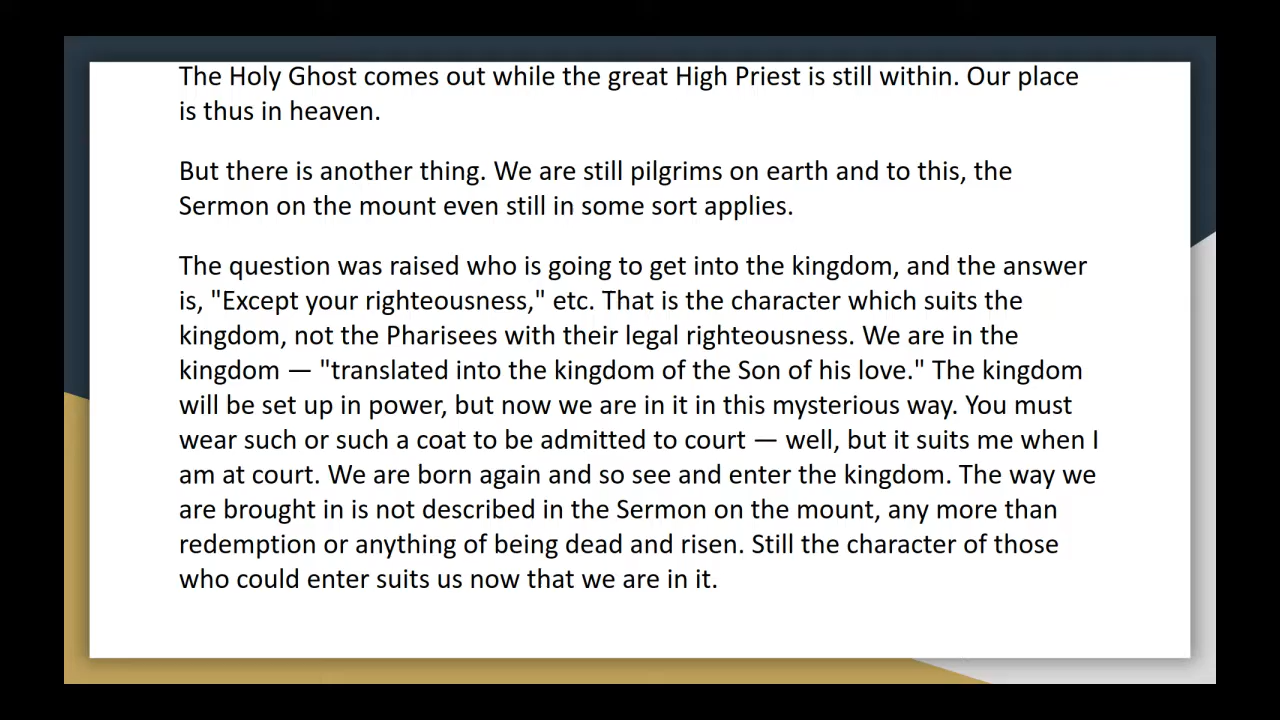 The Holy Ghost comes out while the great High Priest is still within. Our place
is thus in heaven.
But there is another thing. We are still pilgrims on earth and to this, the
Sermon on the mount even still in some sort applies.
The question was raised who is going to get into the kingdom, and the answer
is, "Except your righteousness," etc. That is the character which suits the
kingdom, not the Pharisees with their legal righteousness. We are in the
kingdom — "translated into the kingdom of the Son of his love." The kingdom
will be set up in power, but now we are in it in this mysterious way. You must
wear such or such a coat to be admitted to court — well, but it suits me when I
am at court. We are born again and so see and enter the kingdom. The way we
are brought in is not described in the Sermon on the mount, any more than
redemption or anything of being dead and risen. Still the character of those
who could enter suits us now that we are in it.